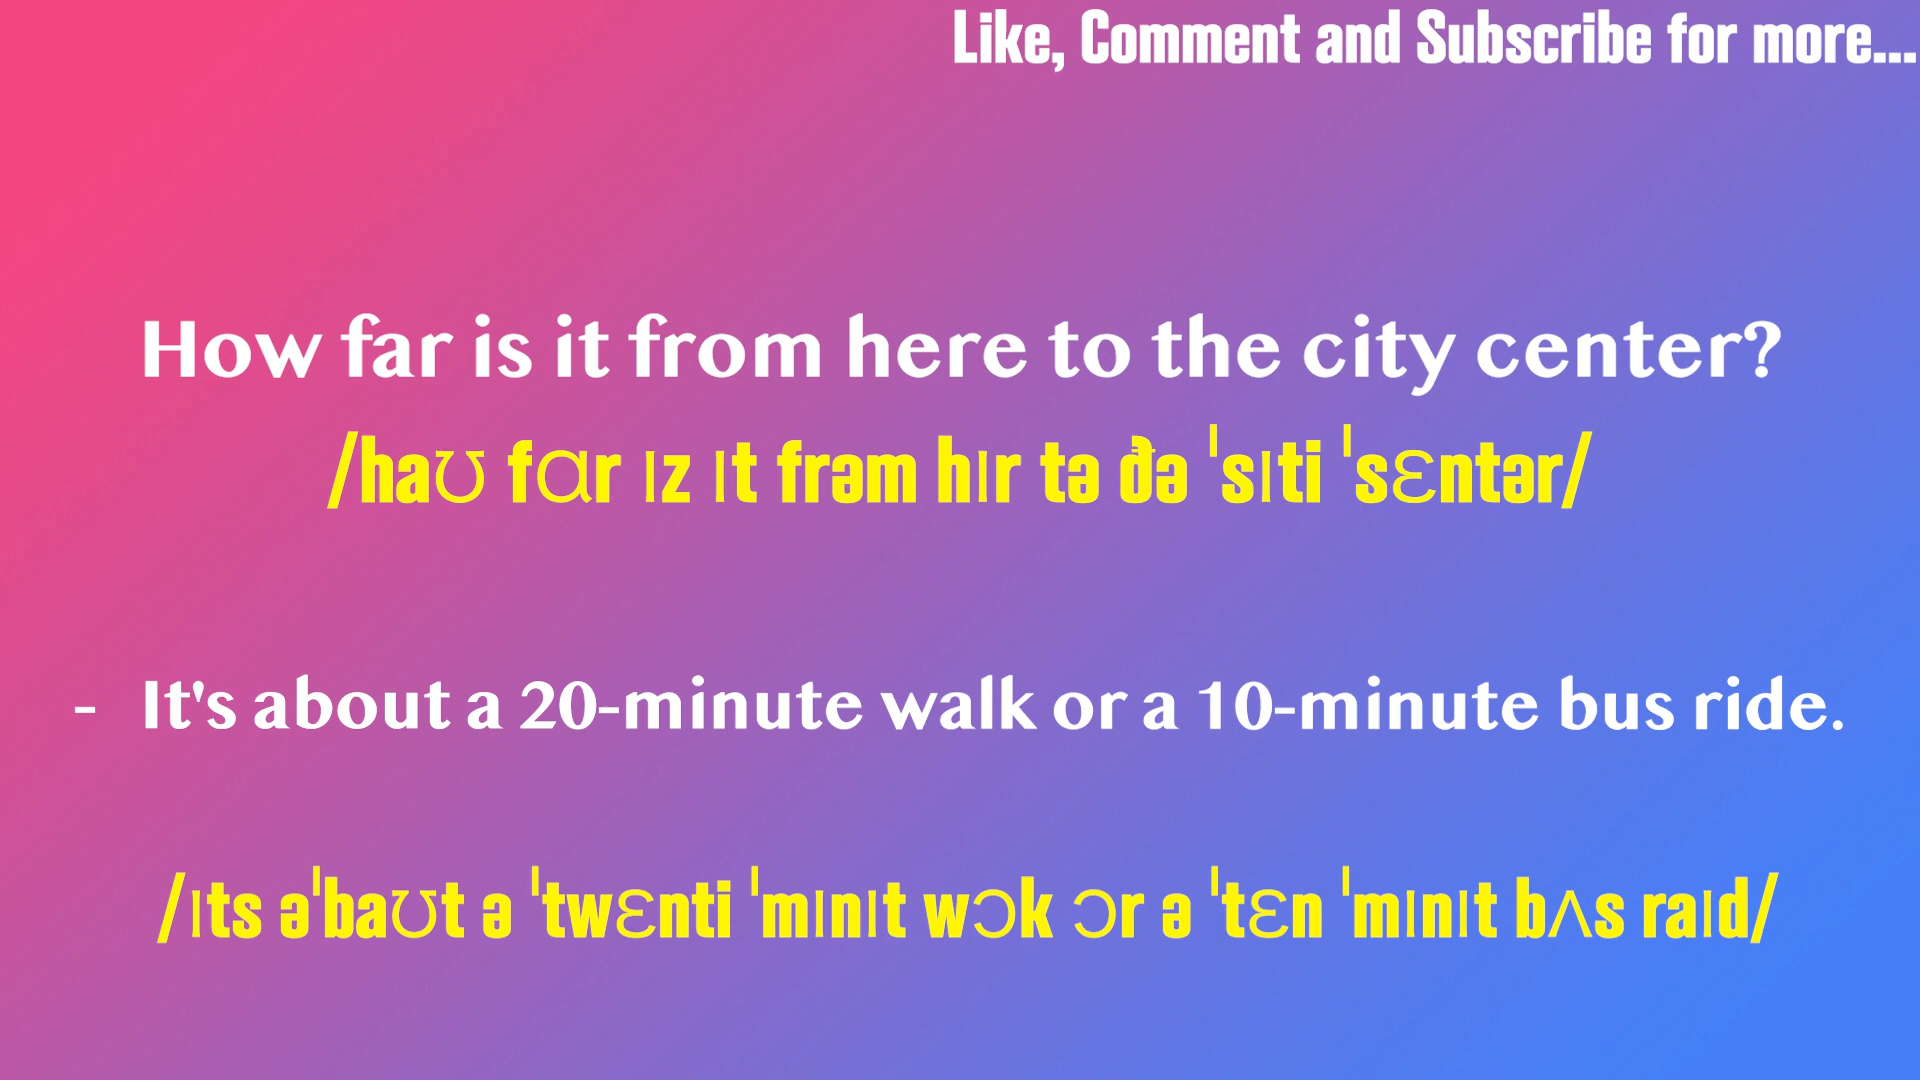 Like, Comment and Subscribe for more...
How far is it from here to the city center?
/haʊ fɑr ɪz ɪt frəm hɪr tə ðə ˈsɪti ˈsɛntər/
- It's about a 20-minute walk or a 10-minute bus ride.
/ɪts əˈbaʊt ə ˈtwɛnti ˈmɪnɪt wɔk ɔr ə ˈtɛn ˈmɪnɪt bʌs raɪd/